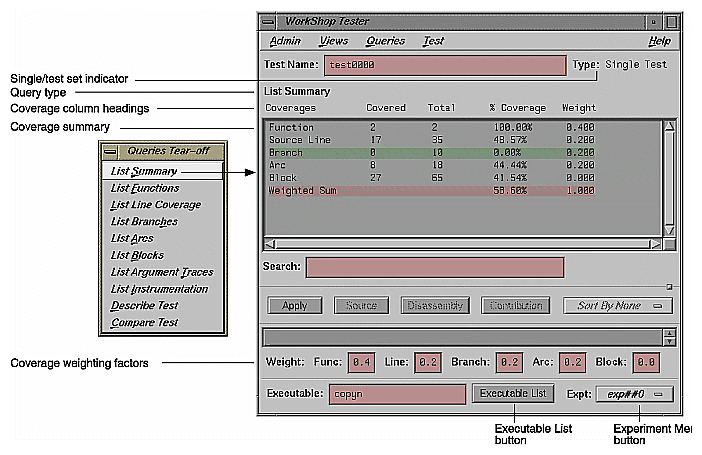 WorkShop Tester
Admin Views Queries Test Help
Test Name: test0000 Type: Single Test
Single/test set indicator
Query type
List Summary
Coverage column headings
Coverages Covered Total % Coverage Weight
Coverage summary
Function 2 2 100.00% 0.400
Source Line 17 35 48.57% 0.200
Branch 0 10 0.00% 0.200
Arc 8 18 44.44% 0.200
Block 27 65 41.54% 0.000
Weighted Sum 58.60% 1.000
Queries Tear-off
List Summary
List Functions
List Line Coverage
List Branches
List Arcs
List Blocks
List Argument Traces
List Instrumentation
Describe Test
Compare Test
Search:
Apply Source Disassembly Contribution Sort By None
Coverage weighting factors
Weight: Func: 0.4 Line: 0.2 Branch: 0.2 Arc: 0.2 Block: 0.0
Executable: copyn Executable List Expt: exp##0
Executable List
button
Experiment Me
button